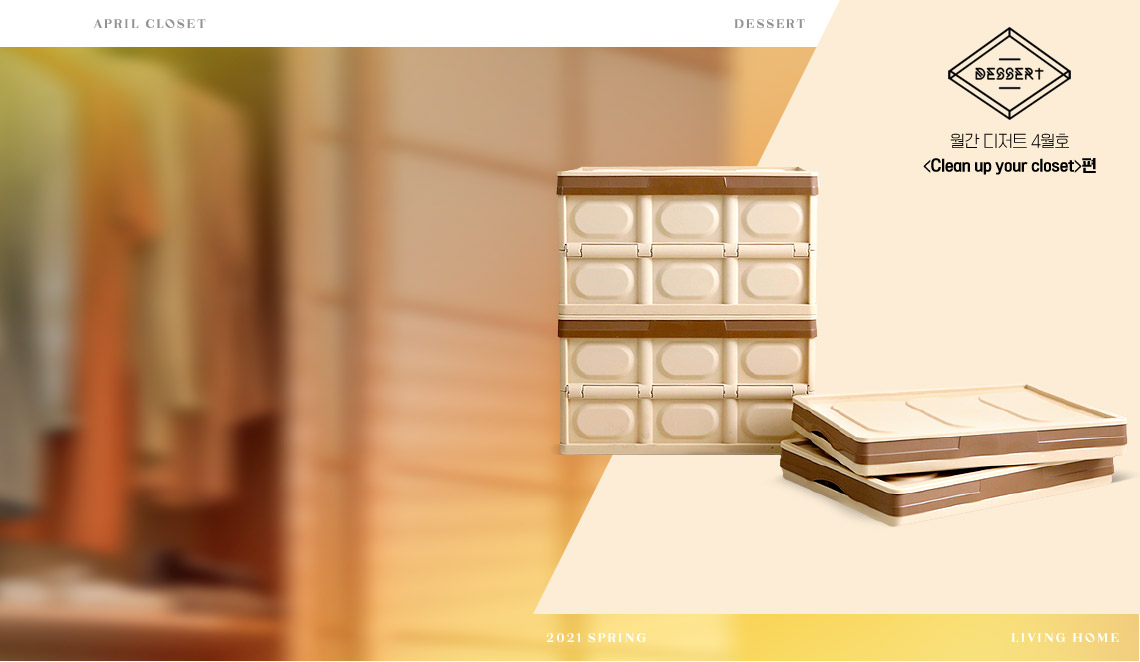 APRIL CLOSET
DESSERT
DESSERT
월간 디저트 4월호
<Clean up your closet>편
2021 SPRING
LIVING HOME